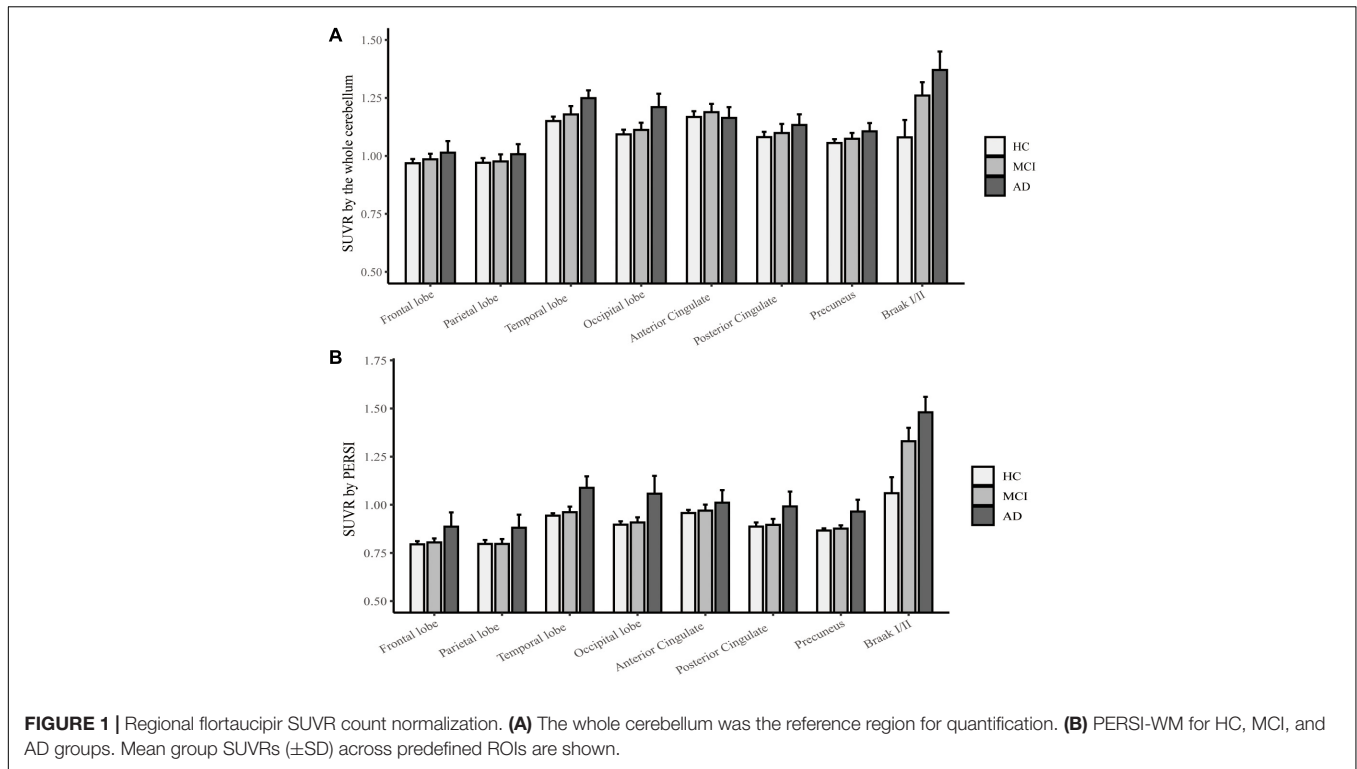 A
1.50
1.25
1.00
0.75
0.50
SUVR by the whole cerebellum
Frontal lobe
Parietal lobe
Temporal lobe
Occipital lobe
Anterior Cingulate
Posterior Cingulate
Precuneus
Braak I/II
HC
MCI
AD
B
1.75
1.50
1.25
1.00
0.75
0.50
SUVR by PERSI
Frontal lobe
Parietal lobe
Temporal lobe
Occipital lobe
Anterior Cingulate
Posterior Cingulate
Precuneus
Braak I/II
HC
MCI
AD
FIGURE 1 | Regional flortaucipir SUVR count normalization. (A) The whole cerebellum was the reference region for quantification. (B) PERSI-WM for HC, MCI, and
AD groups. Mean group SUVRs (±SD) across predefined ROIs are shown.